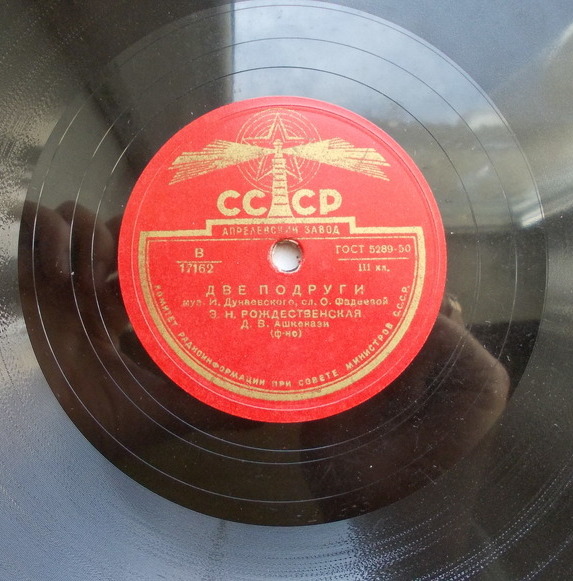 СССР
АПРЕЛЕВСКИЙ ЗАВОД
В
17162
ГОСТ 5289-50
III кл.
ДВЕ ПОДРУГИ
муз. И. Дунаевского, сл. О. Фадеевой
З. Н. РОЖДЕСТВЕНСКАЯ
Д. В. Ашкенази
(ф-но)
КОМИТЕТ РАДИОИНФОРМАЦИИ ПРИ СОВЕТЕ МИНИСТРОВ СССР.